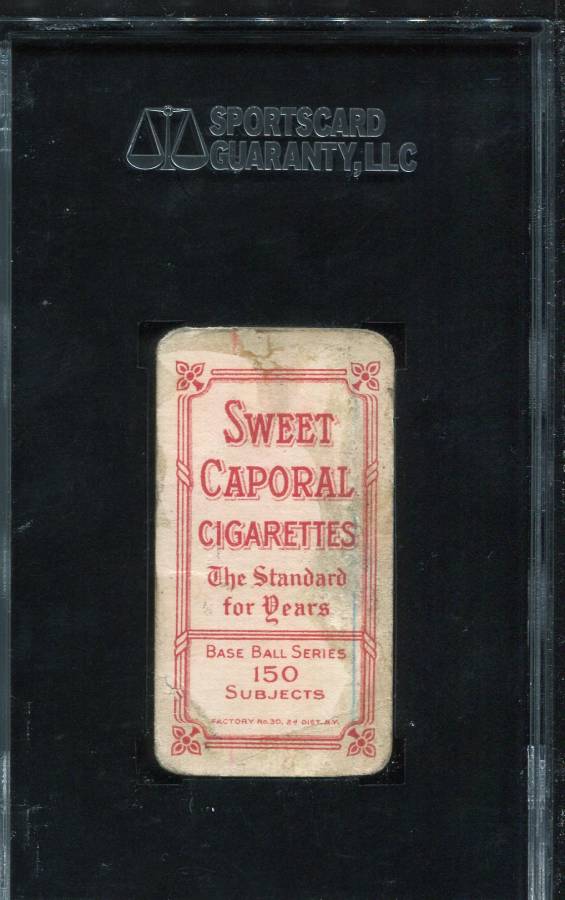 SPORTSCARD
GUARANTY, LLC
SWEET
CAPORAL
CIGARETTES
The Standard
for Years
BASE BALL SERIES
150
SUBJECTS
FACTORY No. 30, 2d DIST. N.Y.